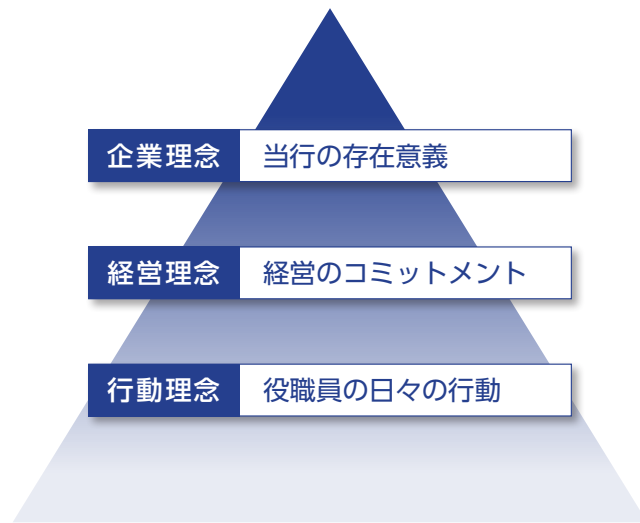 企業理念 当行の存在意義
経営理念 経営のコミットメント
行動理念 役職員の日々の行動